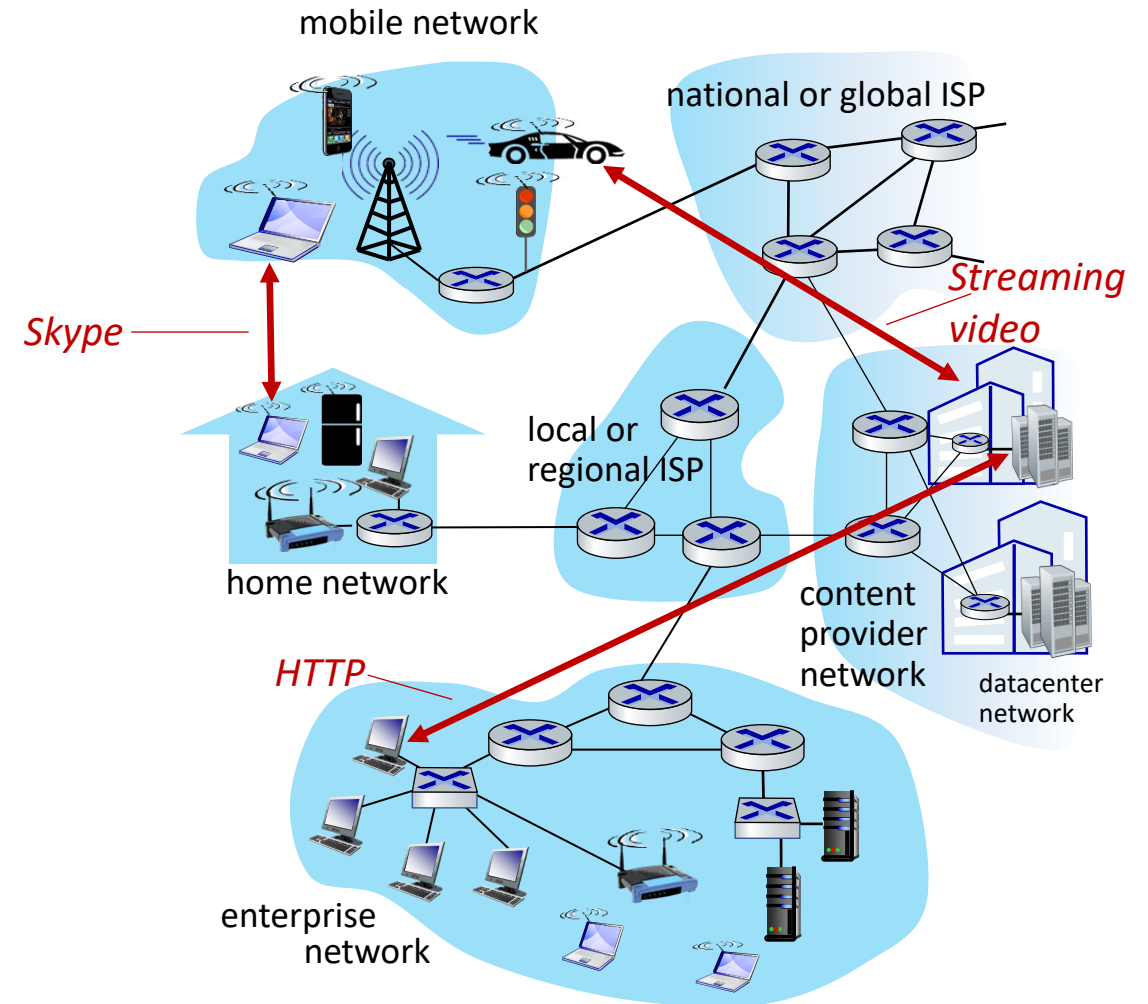 mobile network
national or global ISP
Streaming
video
Skype
local or
regional ISP
home network
content
provider
network
datacenter
network
HTTP
enterprise
network